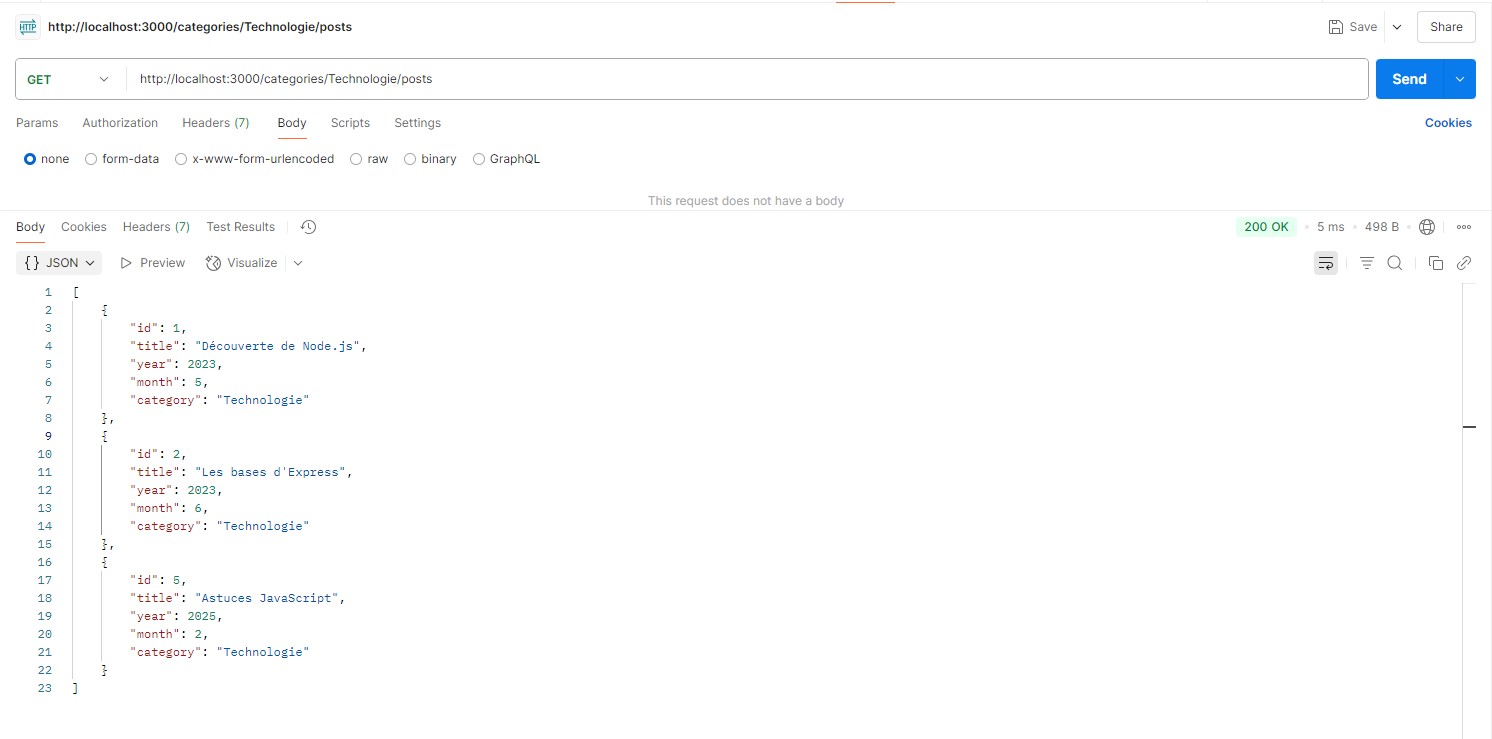 HTTP http://localhost:3000/categories/Technologie/posts Save Share
GET http://localhost:3000/categories/Technologie/posts Send
Params Authorization Headers (7) Body Scripts Settings Cookies
none form-data x-www-form-urlencoded raw binary GraphQL
This request does not have a body
Body Cookies Headers (7) Test Results 200 OK • 5 ms • 498 B •
{} JSON Preview Visualize
1 [
2 {
3 "id": 1,
4 "title": "Découverte de Node.js",
5 "year": 2023,
6 "month": 5,
7 "category": "Technologie"
8 },
9 {
10 "id": 2,
11 "title": "Les bases d'Express",
12 "year": 2023,
13 "month": 6,
14 "category": "Technologie"
15 },
16 {
17 "id": 5,
18 "title": "Astuces JavaScript",
19 "year": 2025,
20 "month": 2,
21 "category": "Technologie"
22 }
23 ]